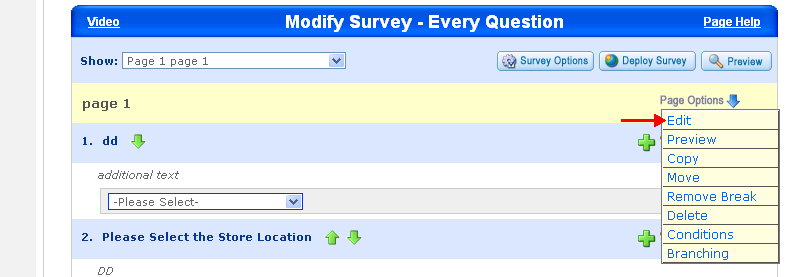 Video Modify Survey - Every Question Page Help
Show: Page 1 page 1 Survey Options Deploy Survey Preview
page 1 Page Options
Edit
1. dd
Preview
Copy
additional text
Move
-Please Select-
Remove Break
Delete
2. Please Select the Store Location
Conditions
Branching
DD